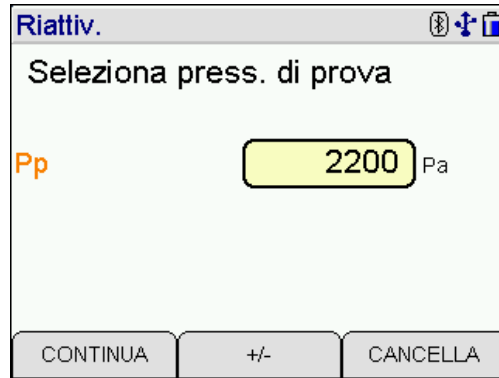 Riattiv.
Seleziona press. di prova
Pp 2200 Pa
CONTINUA +/- CANCELLA